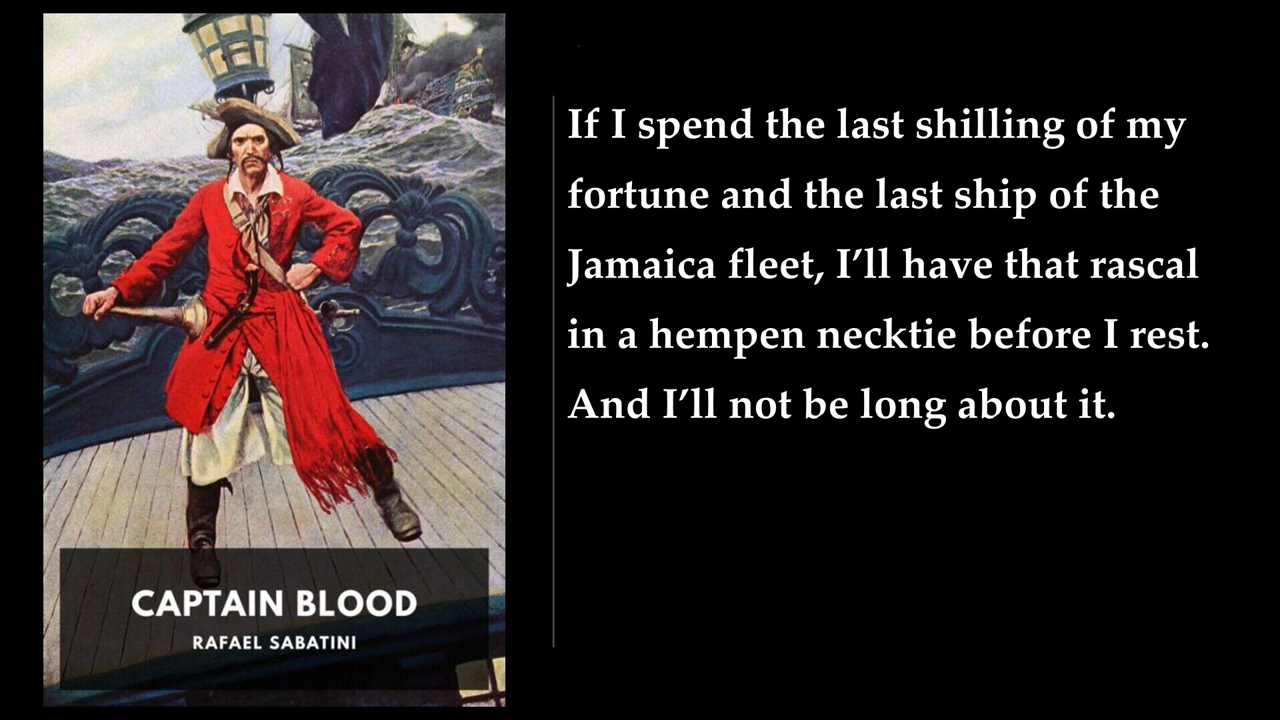 If I spend the last shilling of my
fortune and the last ship of the
Jamaica fleet, I’ll have that rascal
in a hempen necktie before I rest.
And I’ll not be long about it.
CAPTAIN BLOOD
RAFAEL SABATINI